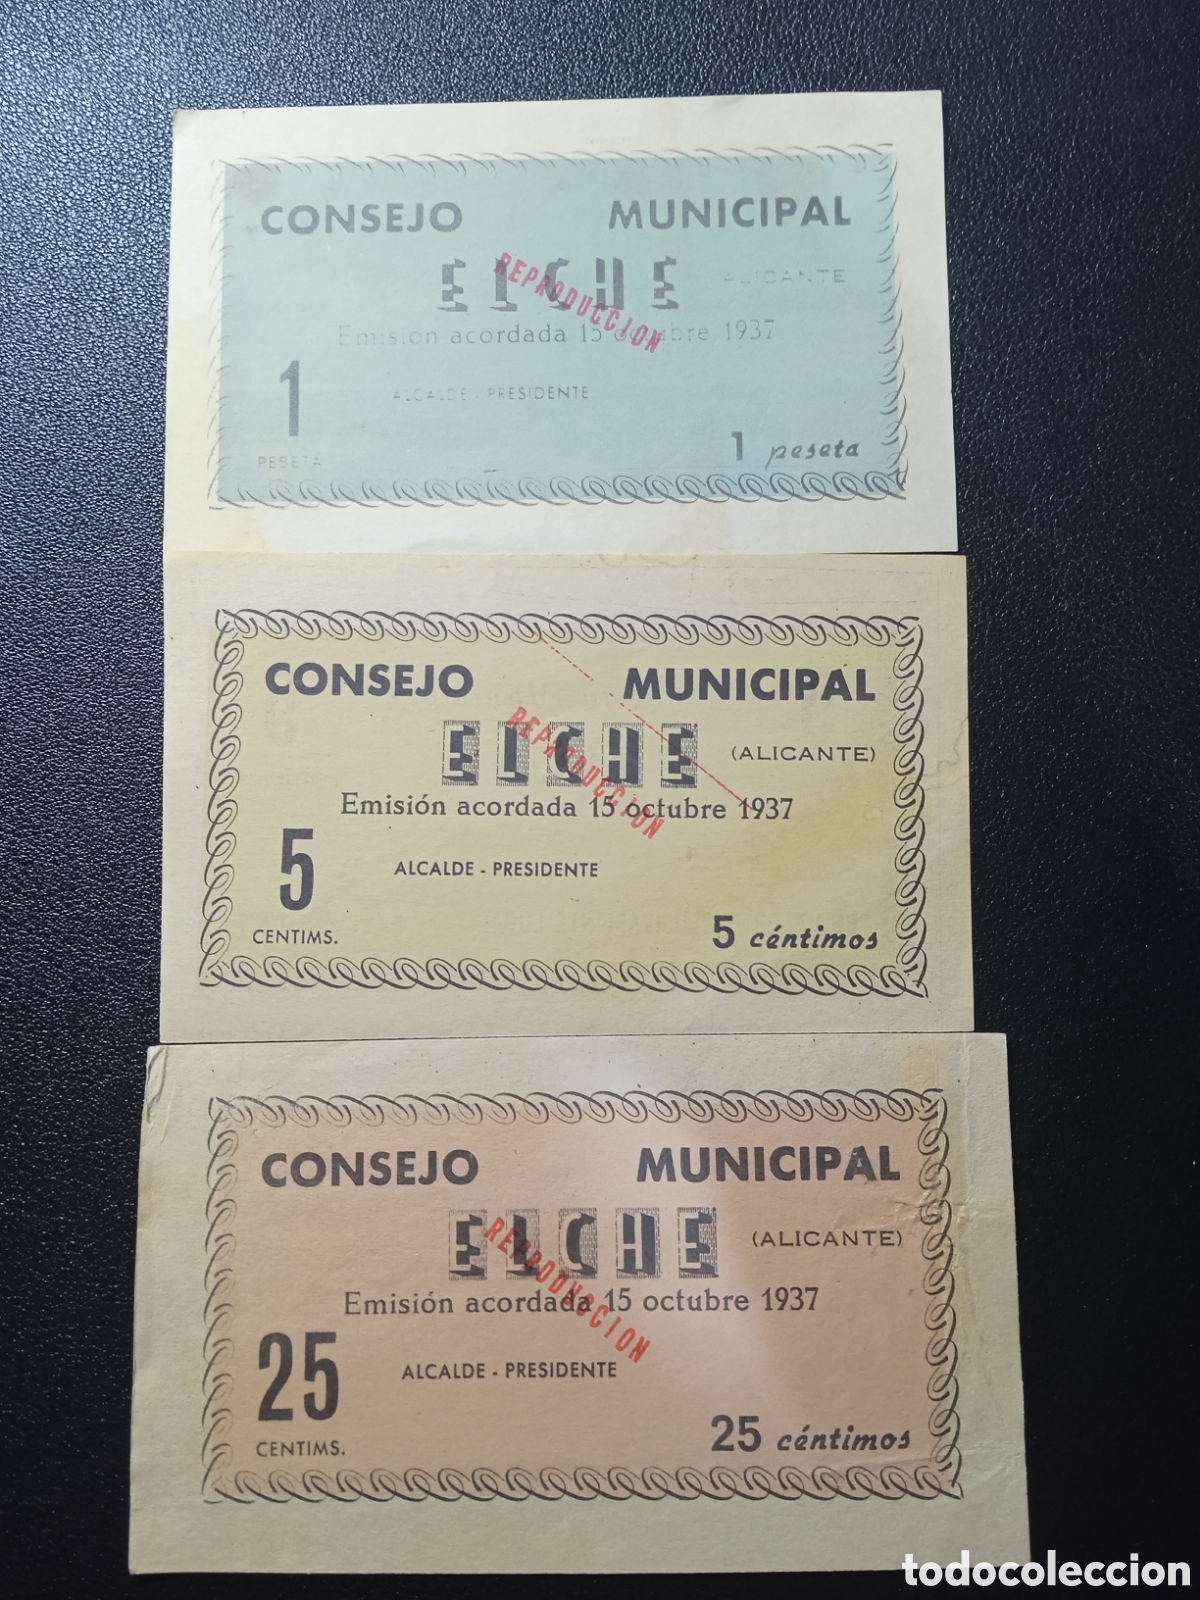 CONSEJO MUNICIPAL
ELCHE ALICANTE
REPRODUCCION
Emisión acordada 15 octubre 1937
1 ALCALDE - PRESIDENTE
PESETA 1 peseta
CONSEJO MUNICIPAL
ELCHE (ALICANTE)
REPRODUCCION
Emisión acordada 15 octubre 1937
5 ALCALDE - PRESIDENTE
CENTIMS. 5 céntimos
CONSEJO MUNICIPAL
ELCHE (ALICANTE)
REPRODUCCION
Emisión acordada 15 octubre 1937
25 ALCALDE - PRESIDENTE
CENTIMS. 25 céntimos
todocoleccion